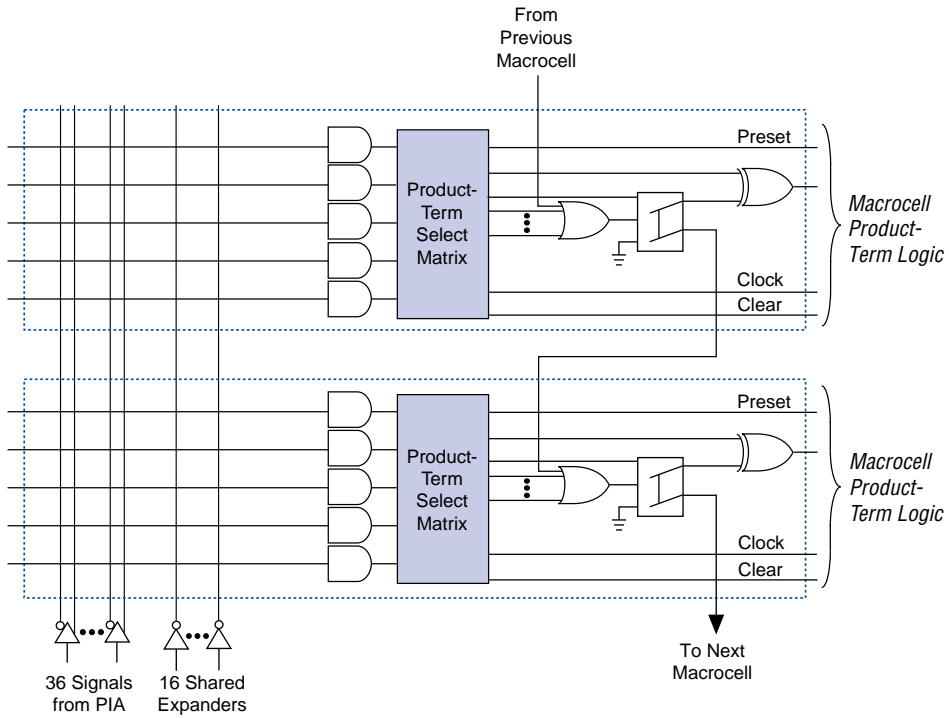 From
Previous
Macrocell
Preset
Product-
Term
Select
Matrix
Macrocell
Product-
Term Logic
Clock
Clear
Preset
Product-
Term
Select
Matrix
Macrocell
Product-
Term Logic
Clock
Clear
36 Signals
from PIA
16 Shared
Expanders
To Next
Macrocell